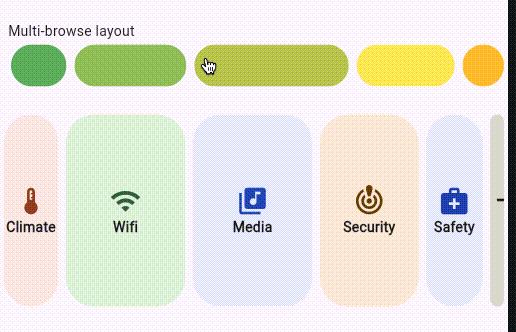 Multi-browse layout
Climate
Wifi
Media
Security
Safety